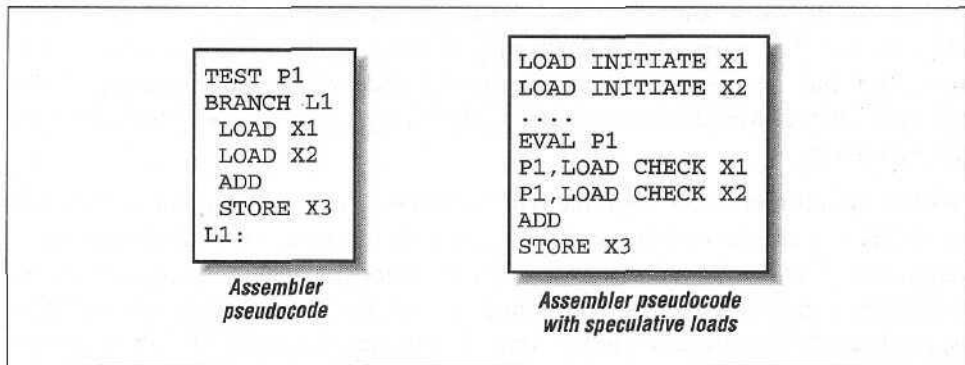 TEST P1
BRANCH L1
LOAD X1
LOAD X2
ADD
STORE X3
L1:
Assembler
pseudocode
LOAD INITIATE X1
LOAD INITIATE X2
....
EVAL P1
P1,LOAD CHECK X1
P1,LOAD CHECK X2
ADD
STORE X3
Assembler pseudocode
with speculative loads